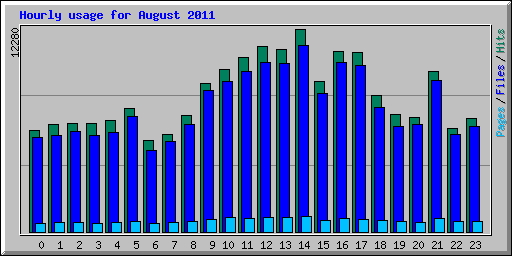 Hourly usage for August 2011
12280
Pages/Files/Hits
0 1 2 3 4 5 6 7 8 9 10 11 12 13 14 15 16 17 18 19 20 21 22 23